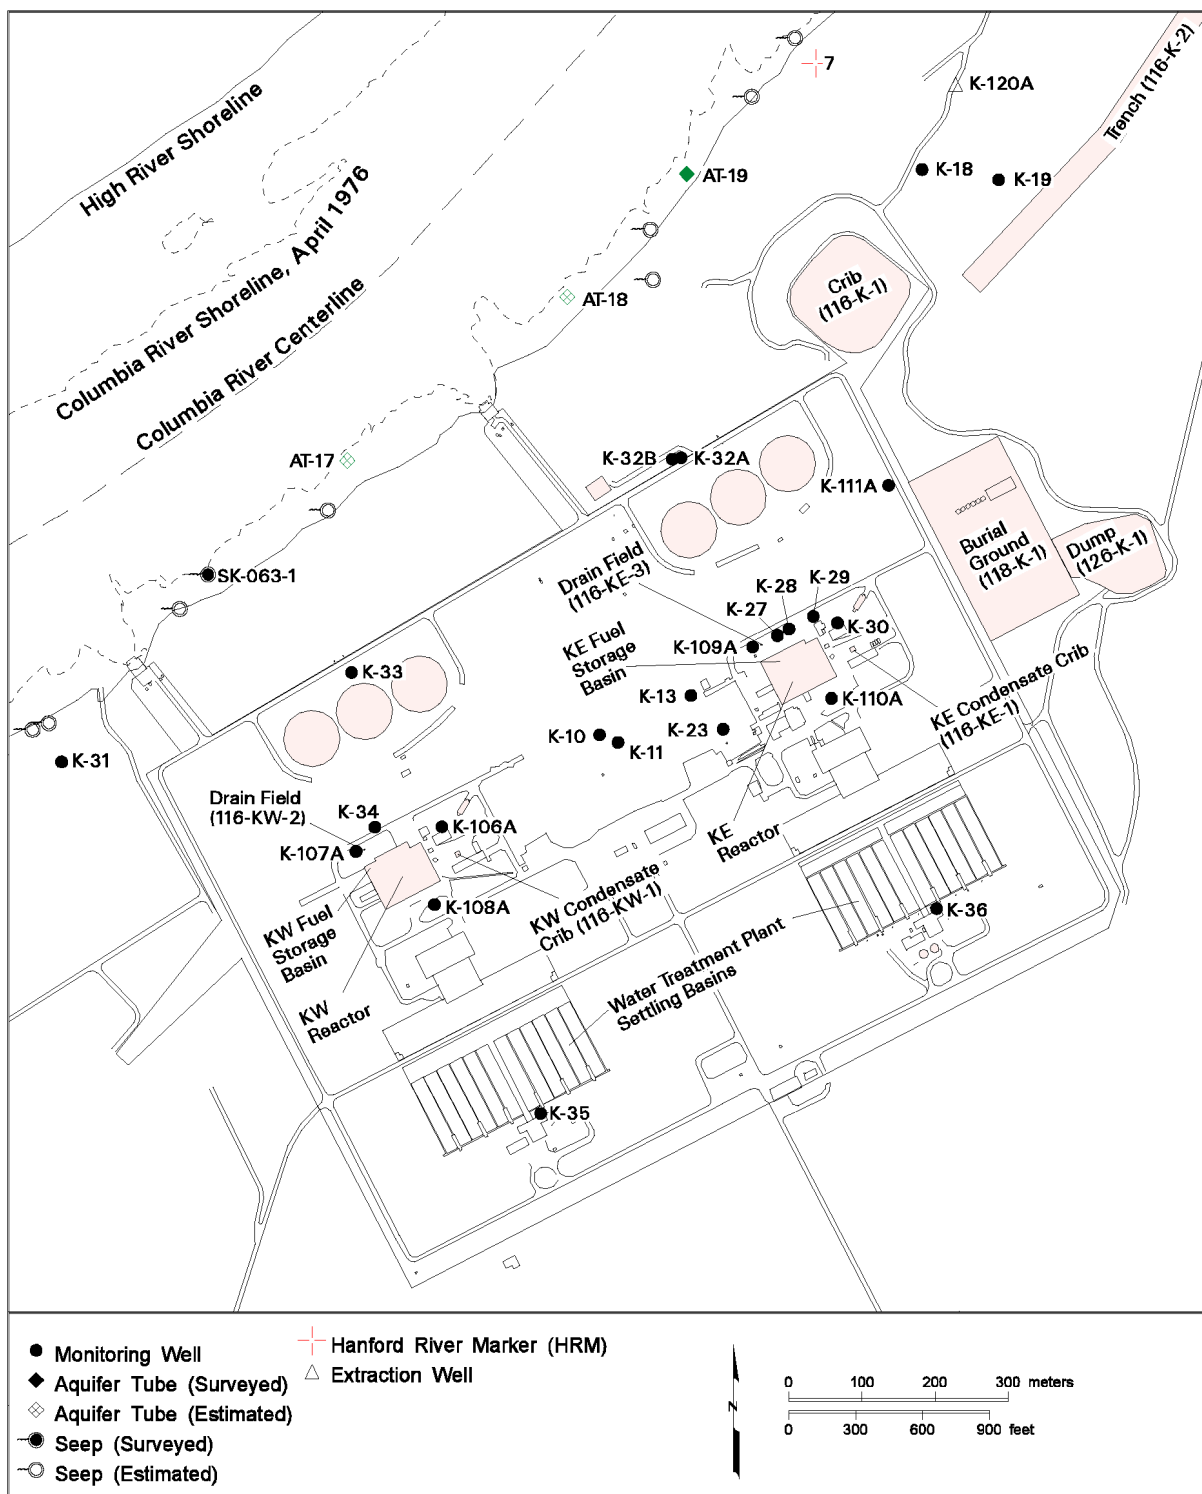 7
K-120A
Trench (116-K-2)
High River Shoreline
K-18
K-19
AT-19
Columbia River Shoreline, April 1976
Crib
(116-K-1)
AT-18
Columbia River Centerline
AT-17
K-32B
K-32A
K-111A
Burial
Ground
(118-K-1)
Dump
(126-K-1)
SK-063-1
Drain Field
(116-KE-3)
K-29
K-28
K-27
K-30
K-109A
KE Fuel
Storage
Basin
K-33
K-13
K-110A
KE Condensate Crib
(116-KE-1)
K-23
K-10
K-11
K-31
Drain Field
(116-KW-2)
K-34
K-106A
KE
Reactor
K-107A
K-108A
KW Condensate
Crib (116-KW-1)
K-36
KW Fuel
Storage
Basin
Water Treatment Plant
Settling Basins
KW
Reactor
K-35
Monitoring Well
Aquifer Tube (Surveyed)
Aquifer Tube (Estimated)
Seep (Surveyed)
Seep (Estimated)
Hanford River Marker (HRM)
Extraction Well
N
0 100 200 300 meters
0 300 600 900 feet